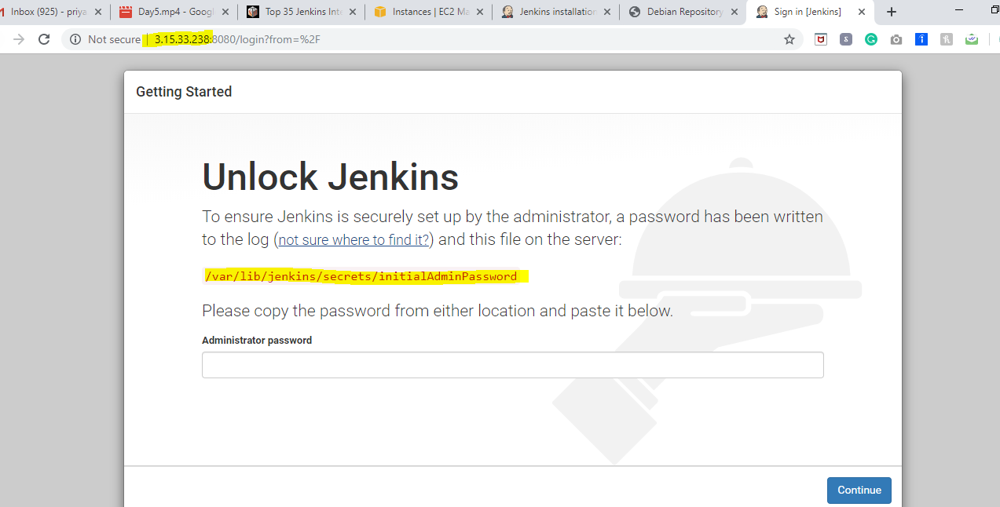 Inbox (925) - priya
Day5.mp4 - Googl
Top 35 Jenkins Inte
Instances | EC2 Ma
Jenkins installation
Debian Repository
Sign in [Jenkins]
Not secure | 3.15.33.238:8080/login?from=%2F
Getting Started
Unlock Jenkins
To ensure Jenkins is securely set up by the administrator, a password has been written
to the log (not sure where to find it?) and this file on the server:
/var/lib/jenkins/secrets/initialAdminPassword
Please copy the password from either location and paste it below.
Administrator password
Continue